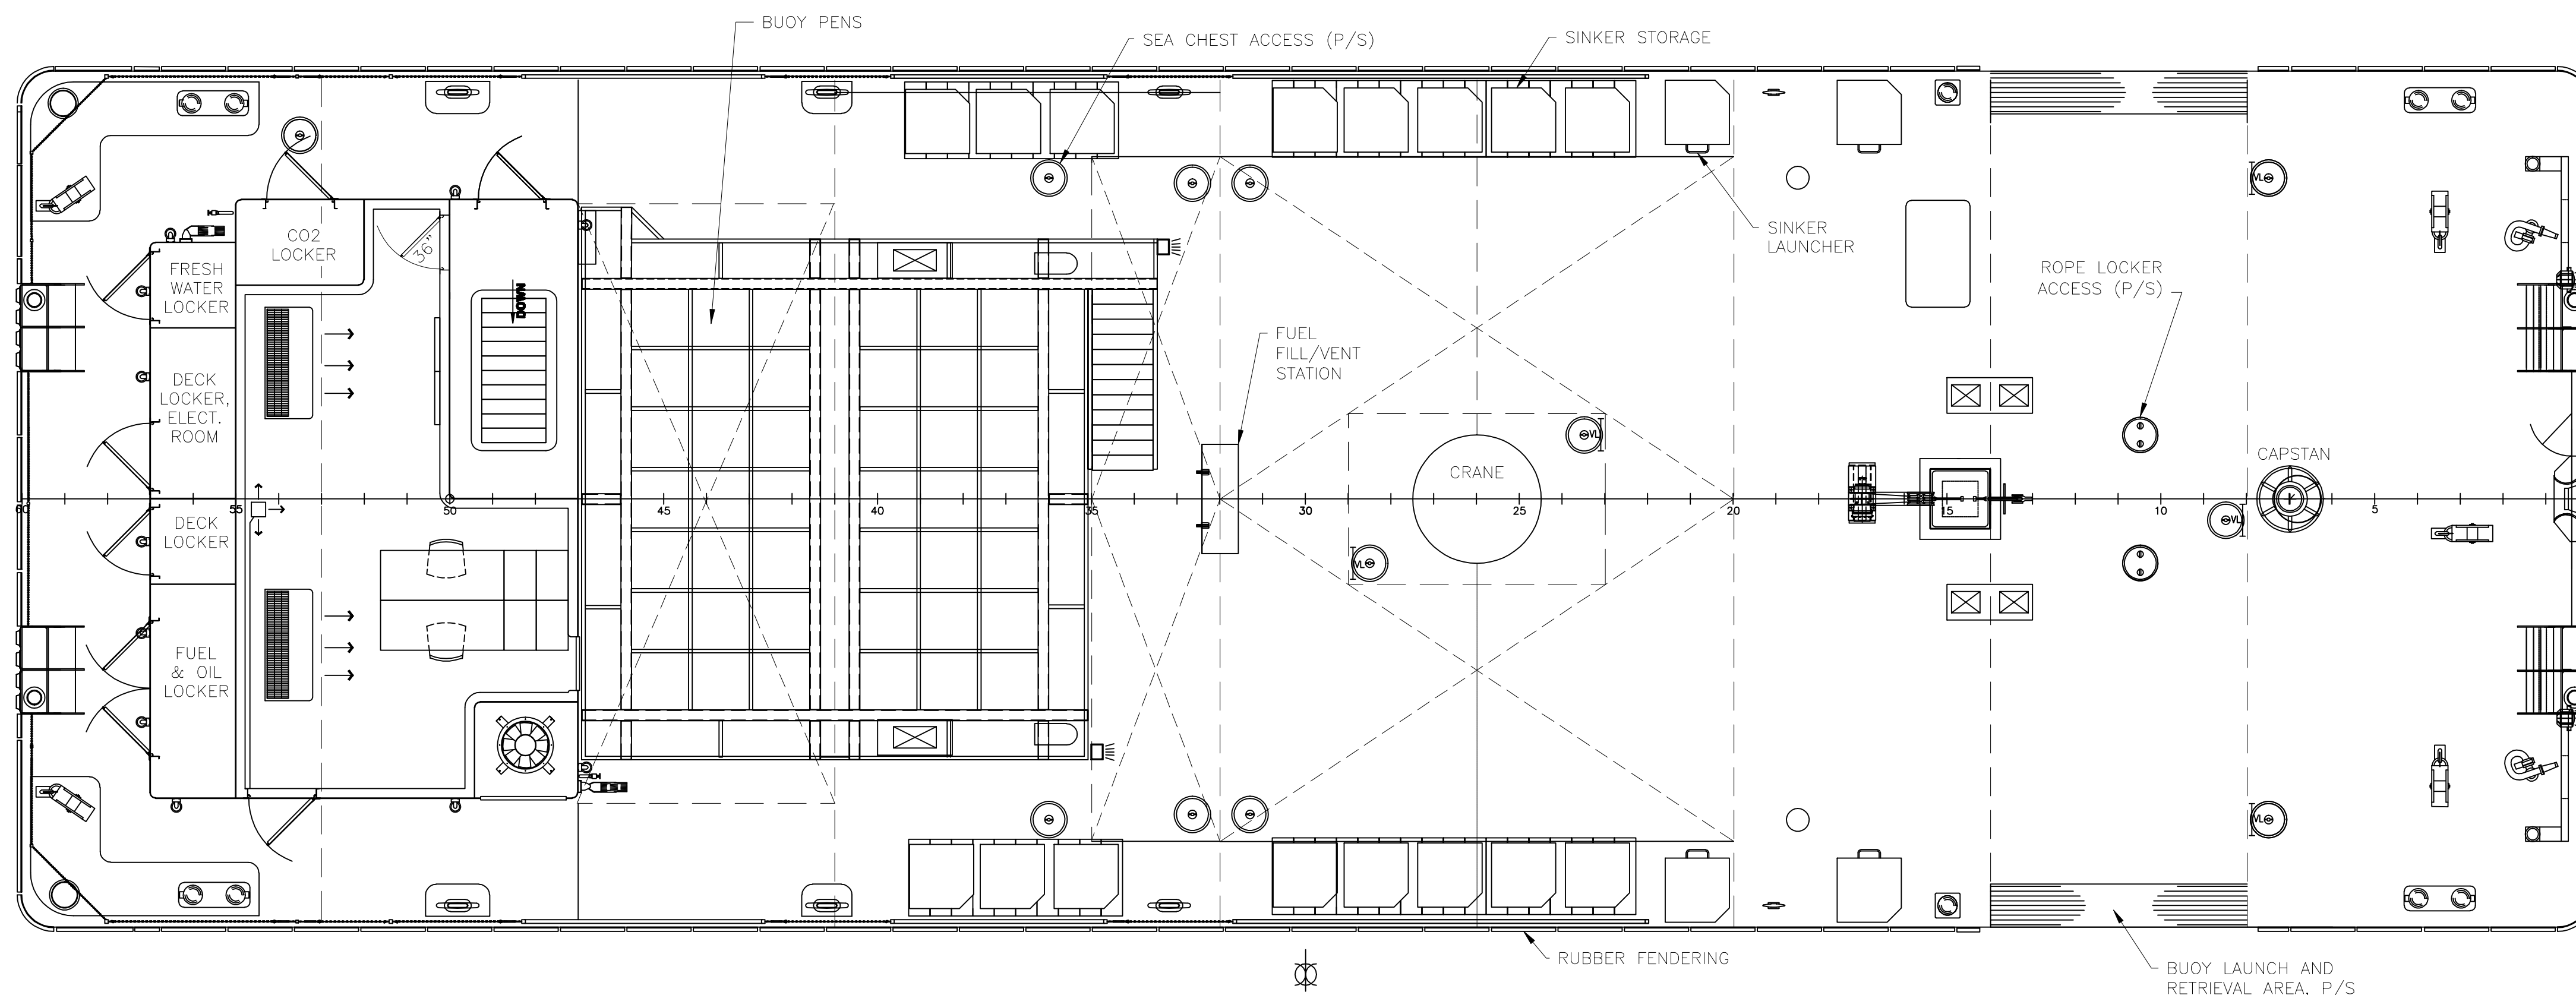 BUOY PENS
SEA CHEST ACCESS (P/S)
SINKER STORAGE
CO2
LOCKER
36"
FRESH
WATER
LOCKER
DOWN
SINKER
LAUNCHER
ROPE LOCKER
ACCESS (P/S)
FUEL
FILL/VENT
STATION
DECK
LOCKER,
ELECT.
ROOM
VL
VL
CRANE
CAPSTAN
60
55
50
45
40
35
30
25
20
15
10
5
DECK
LOCKER
VL
VL
FUEL
& OIL
LOCKER
VL
RUBBER FENDERING
BUOY LAUNCH AND
RETRIEVAL AREA, P/S